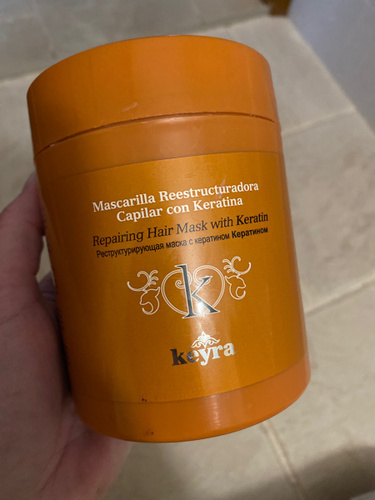 Mascarilla Reestructuradora
Capilar con Keratina
Repairing Hair Mask with Keratin
Реструктурирующая маска с кератином Кератином
k
keyra